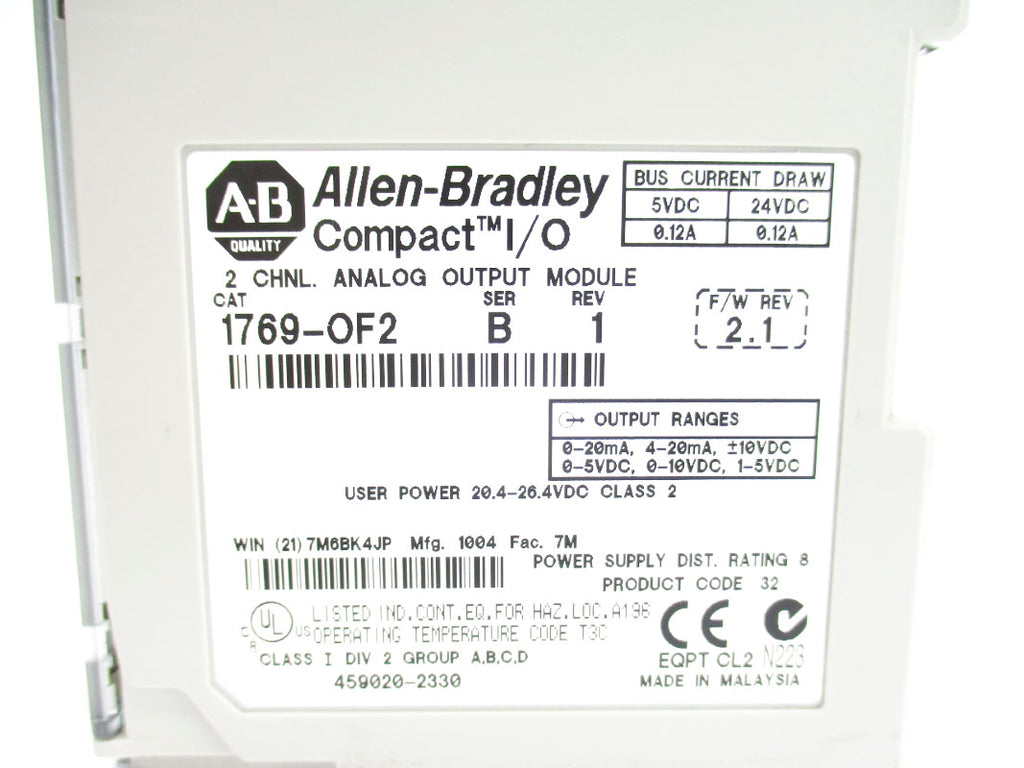 A-B
QUALITY
Allen-Bradley
Compact™ I/O
BUS CURRENT DRAW
5VDC 24VDC
0.12A 0.12A
2 CHNL. ANALOG OUTPUT MODULE
CAT SER REV
1769-OF2 B 1
F/W REV
2.1
OUTPUT RANGES
0-20mA, 4-20mA, ±10VDC
0-5VDC, 0-10VDC, 1-5VDC
USER POWER 20.4-26.4VDC CLASS 2
WIN (21) 7M6BK4JP Mfg. 1004 Fac. 7M
POWER SUPPLY DIST. RATING 8
PRODUCT CODE 32
C UL US
R
LISTED IND.CONT.EQ.FOR HAZ.LOC.A196
OPERATING TEMPERATURE CODE T3C
CLASS I DIV 2 GROUP A,B,C,D
459020-2330
CE
EQPT CL2 N223
MADE IN MALAYSIA